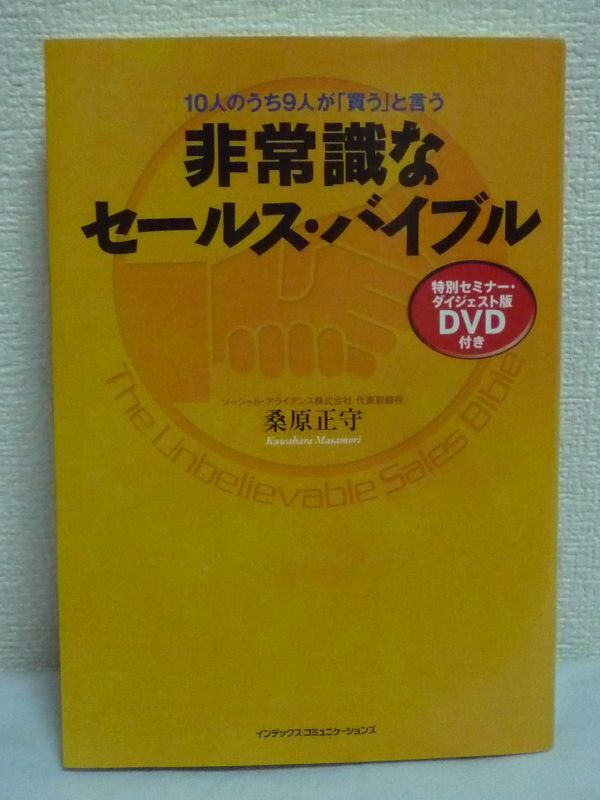 10人のうち9人が「買う」と言う
非常識な
セールス・バイブル
特別セミナー・
ダイジェスト版
DVD
付き
ソーシャル・アライアンス株式会社 代表取締役
桑原正守
Kuwahara Masamori
The Unbelievable Sales Bible
インデックス・コミュニケーションズ